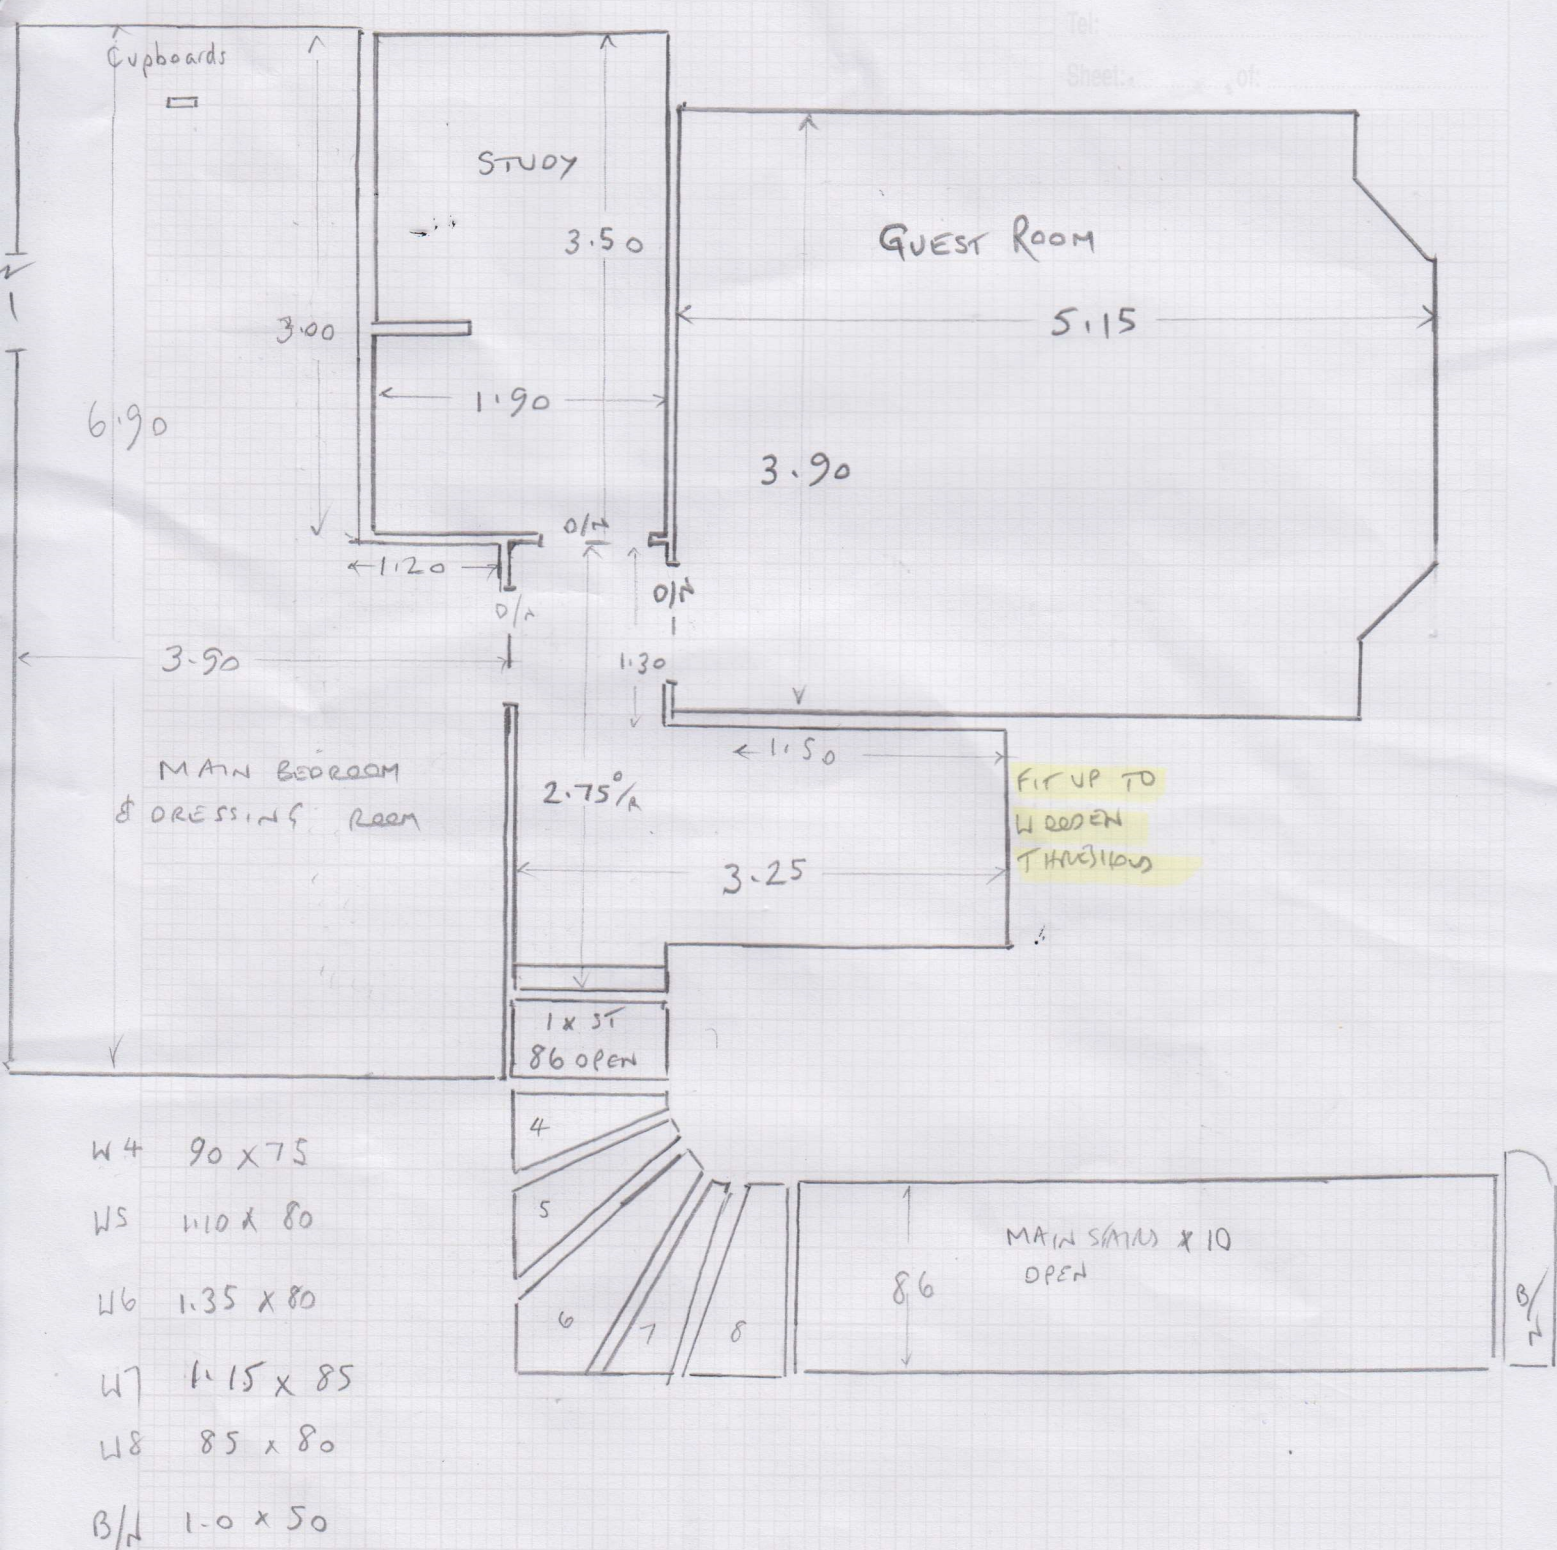 Tel:
Sheet: of:
Cupboards
STUDY
3.50
GUEST ROOM
3.00
5.15
1.90
6.90
3.90
1.20
3.90
1.30
1.50
MAIN BEDROOM
& DRESSING ROOM
2.75
FIT UP TO
WOODEN
THRESHOLD
3.25
1 x ST
86 OPEN
4
5
6
7
8
MAIN STAIRS x 10
OPEN
86
W4 90 x 75
W5 1.10 x 80
W6 1.35 x 80
W7 1.15 x 85
W8 85 x 80
B/N 1.0 x 50
B/N